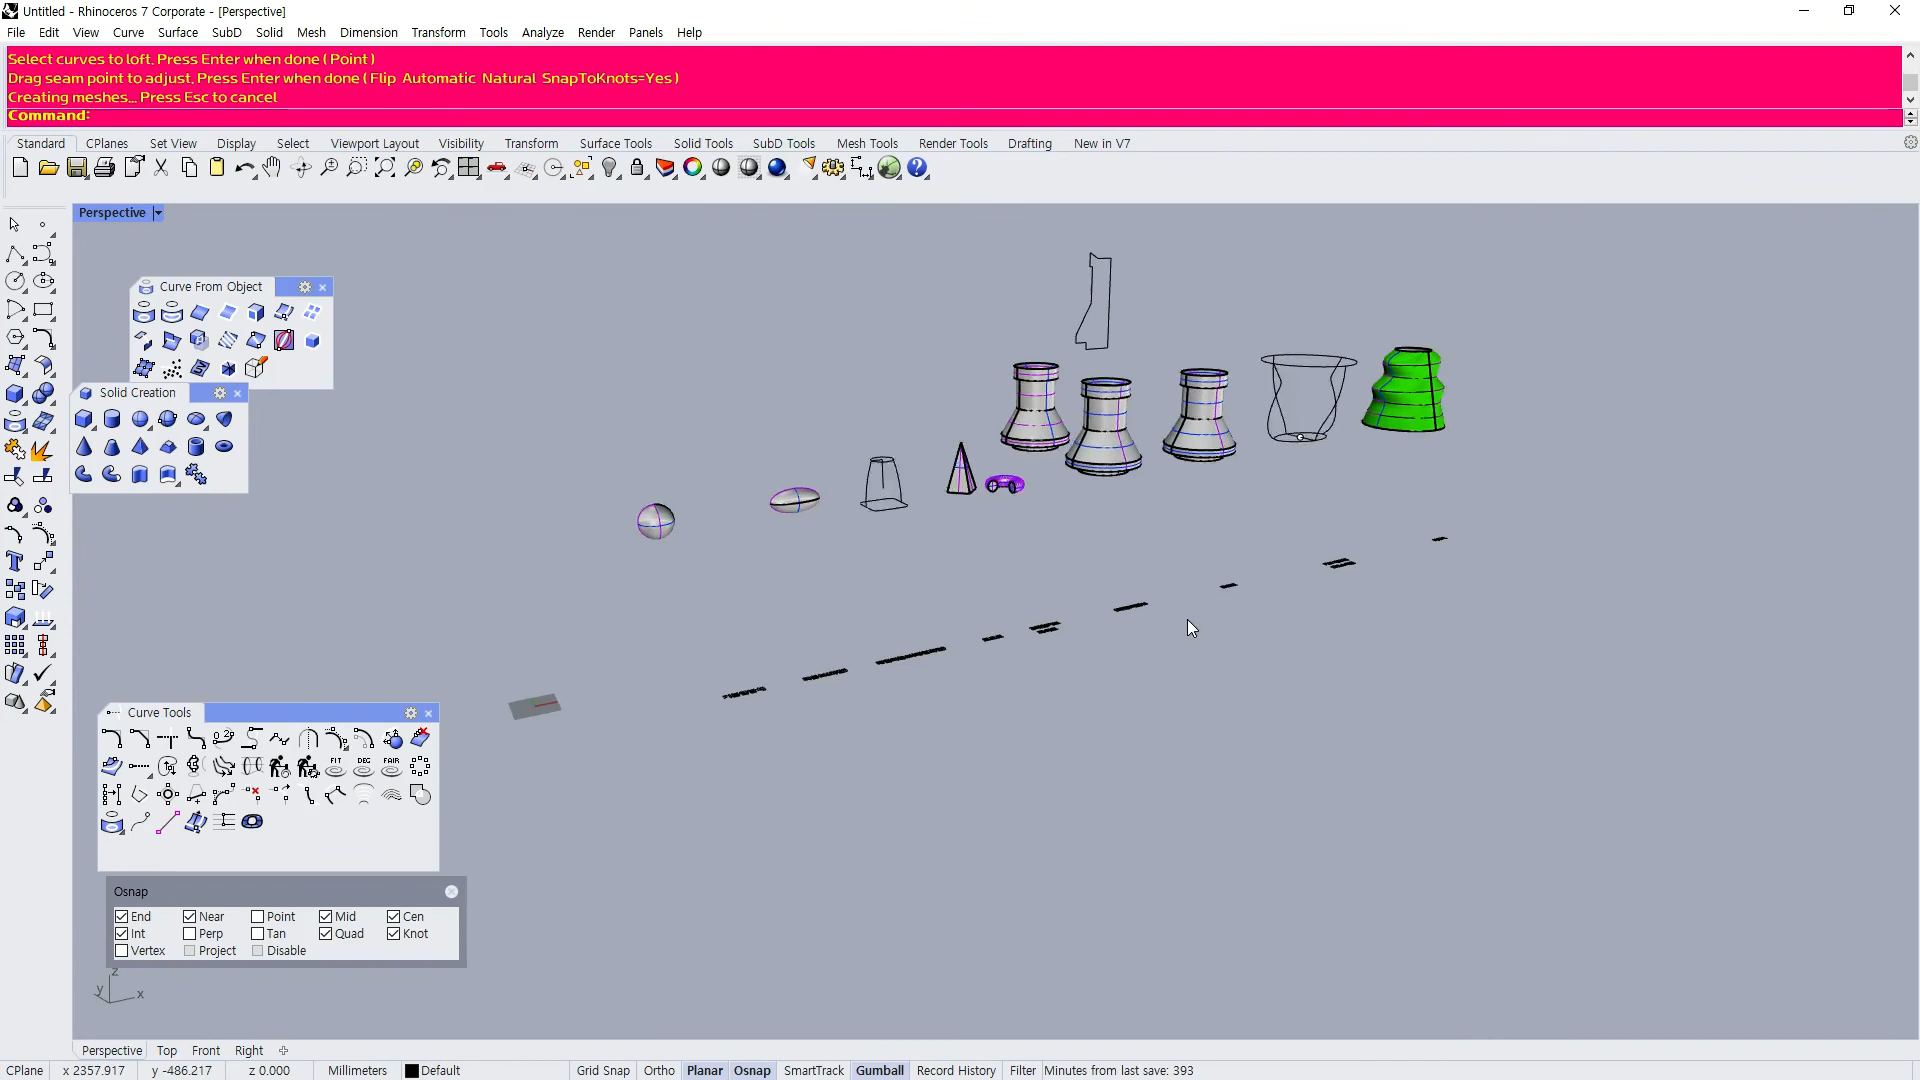 Untitled - Rhinoceros 7 Corporate - [Perspective]
File Edit View Curve Surface SubD Solid Mesh Dimension Transform Tools Analyze Render Panels Help
Select curves to loft. Press Enter when done ( Point )
Drag seam point to adjust. Press Enter when done ( Flip Automatic Natural SnapToKnots=Yes )
Creating meshes... Press Esc to cancel
Command:
Standard CPlanes Set View Display Select Viewport Layout Visibility Transform Surface Tools Solid Tools SubD Tools Mesh Tools Render Tools Drafting New in V7
Perspective
Curve From Object
Solid Creation
Curve Tools
FIT DEG FAIR
Osnap
End Near Point Mid Cen
Int Perp Tan Quad Knot
Vertex Project Disable
z
y x
Perspective Top Front Right
CPlane x 2357.917 y -486.217 z 0.000 Millimeters Default Grid Snap Ortho Planar Osnap SmartTrack Gumball Record History Filter Minutes from last save: 393